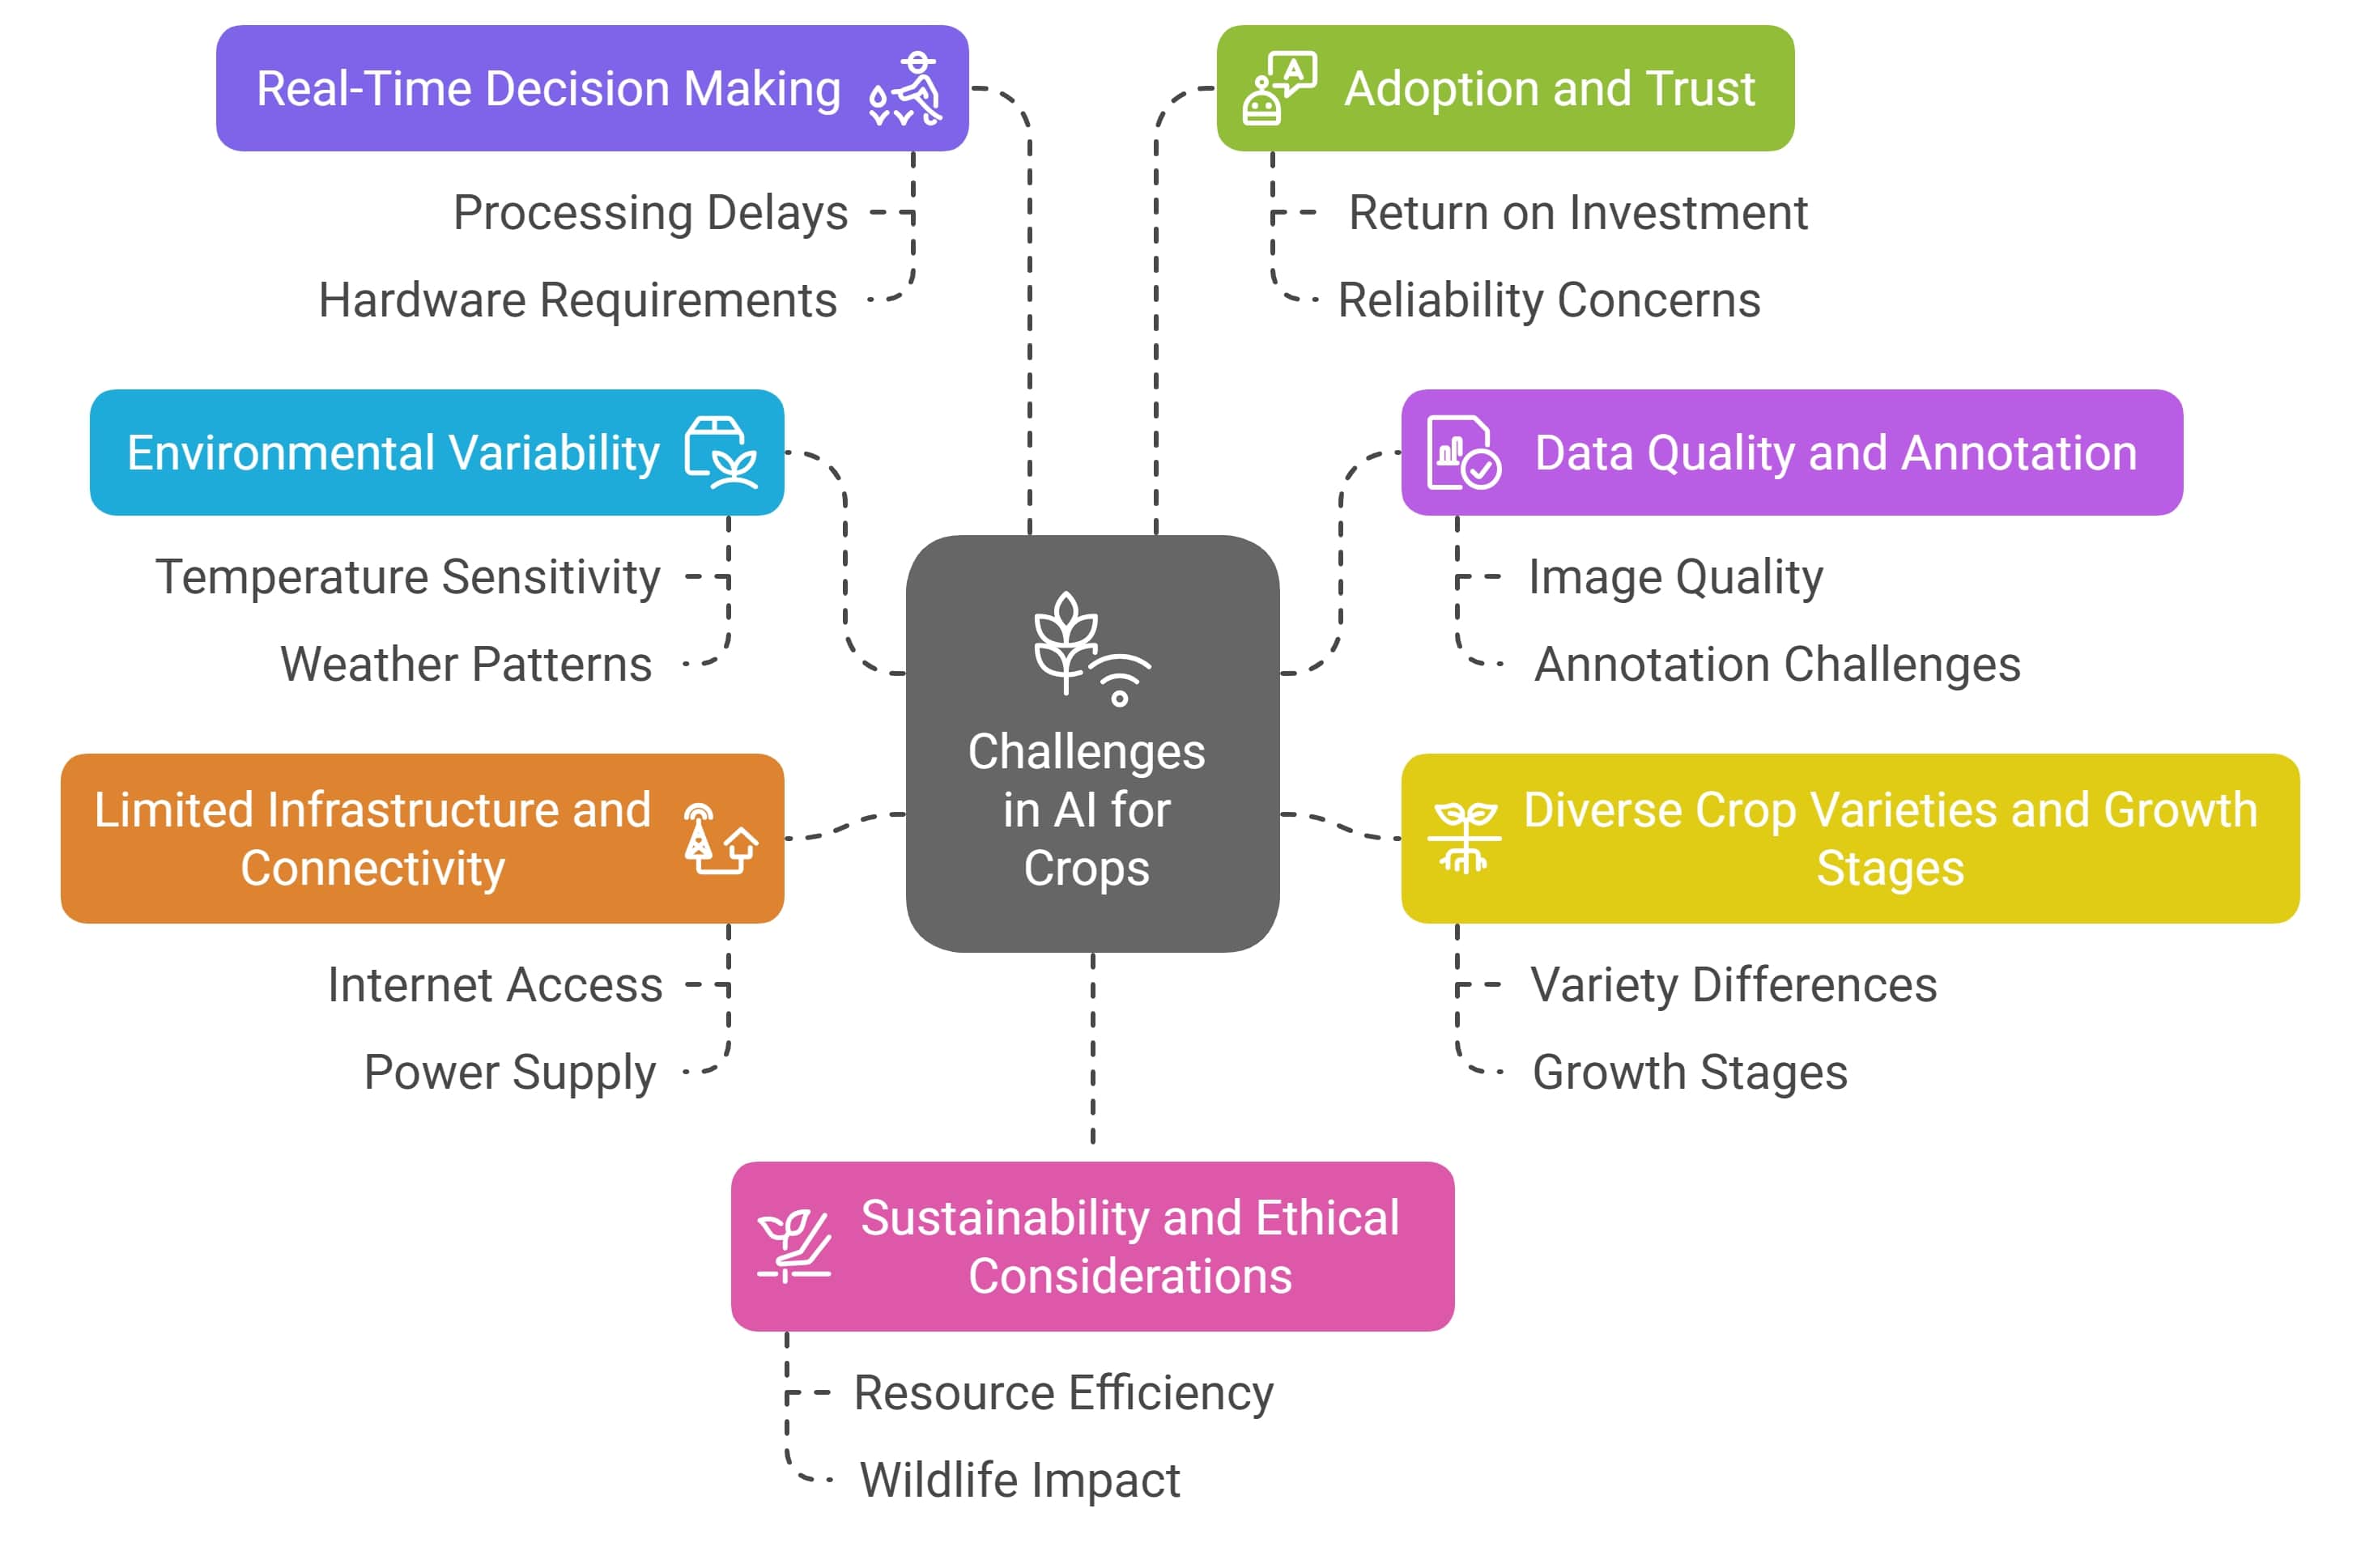 Real-Time Decision Making
Processing Delays
Hardware Requirements
Adoption and Trust
A
Return on Investment
Reliability Concerns
Environmental Variability
Temperature Sensitivity
Weather Patterns
Data Quality and Annotation
Image Quality
Annotation Challenges
Challenges
in AI for
Crops
Limited Infrastructure and
Connectivity
Internet Access
Power Supply
Diverse Crop Varieties and Growth
Stages
Variety Differences
Growth Stages
Sustainability and Ethical
Considerations
Resource Efficiency
Wildlife Impact